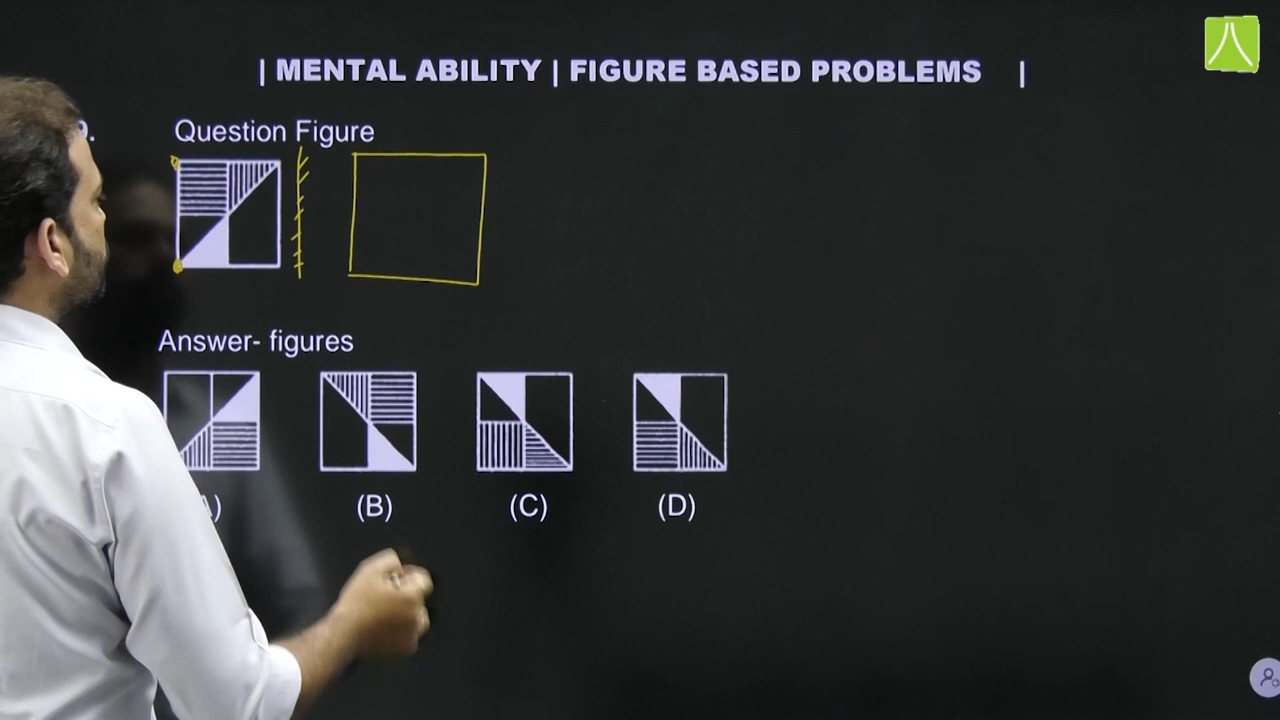 | MENTAL ABILITY | FIGURE BASED PROBLEMS |
Question Figure
Answer- figures
(B) (C) (D)